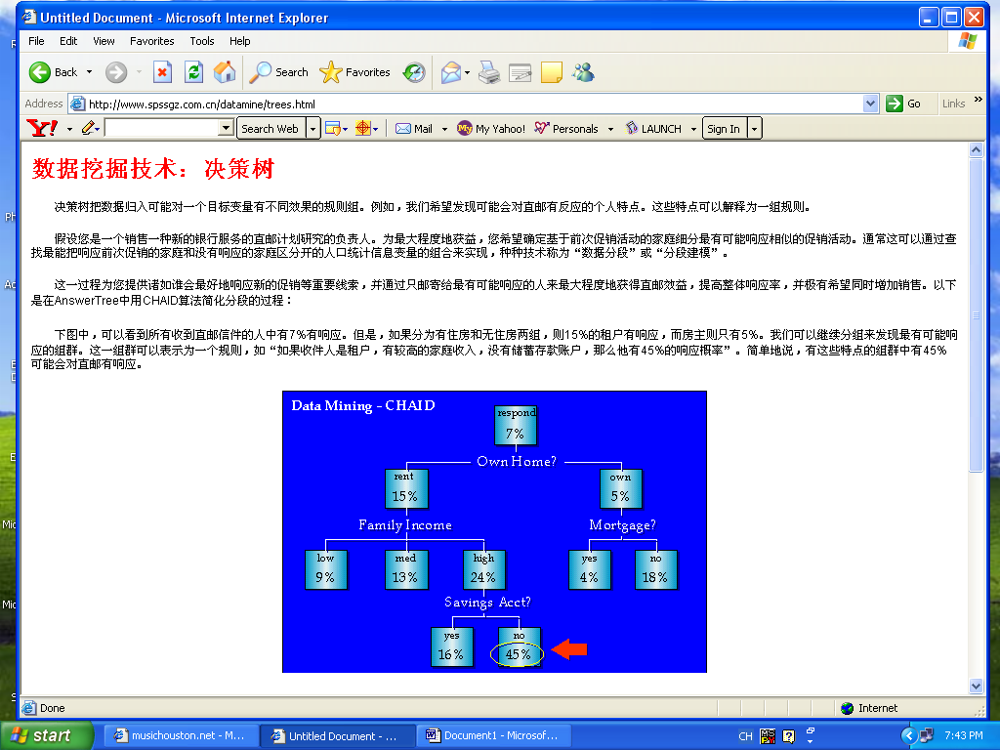 Untitled Document - Microsoft Internet Explorer
File Edit View Favorites Tools Help
Back Search Favorites
Address http://www.spssgz.com.cn/datamine/trees.html Go Links »
Y! Search Web Mail My Yahoo! Personals LAUNCH Sign In
数据挖掘技术：决策树
决策树把数据归入可能对一个目标变量有不同效果的规则组。例如，我们希望发现可能会对直邮有反应的个人特点。这些特点可以解释为一组规则。
假设您是一个销售一种新的银行服务的直邮计划研究的负责人。为最大程度地获益，您希望确定基于前次促销活动的家庭细分最有可能响应相似的促销活动。通常这可以通过查
找最能把响应前次促销的家庭和没有响应的家庭区分开的人口统计信息变量的组合来实现，种种技术称为“数据分段”或“分段建模”。
这一过程为您提供诸如谁会最好地响应新的促销等重要线索，并通过只邮寄给最有可能响应的人来最大程度地获得直邮效益，提高整体响应率，并极有希望同时增加销售。以下
是在AnswerTree中用CHAID算法简化分段的过程：
下图中，可以看到所有收到直邮信件的人中有7%有响应。但是，如果分为有住房和无住房两组，则15%的租户有响应，而房主则只有5%。我们可以继续分组来发现最有可能响
应的组群。这一组群可以表示为一个规则，如“如果收件人是租户，有较高的家庭收入，没有储蓄存款账户，那么他有45%的响应概率”。简单地说，有这些特点的组群中有45%
可能会对直邮有响应。
Data Mining - CHAID
respond
7%
Own Home?
rent own
15% 5%
Family Income Mortgage?
low med high yes no
9% 13% 24% 4% 18%
Savings Acct?
yes no
16% 45%
Done Internet
start musichouston.net - M... Untitled Document - ... Document1 - Microsof... CH 7:43 PM